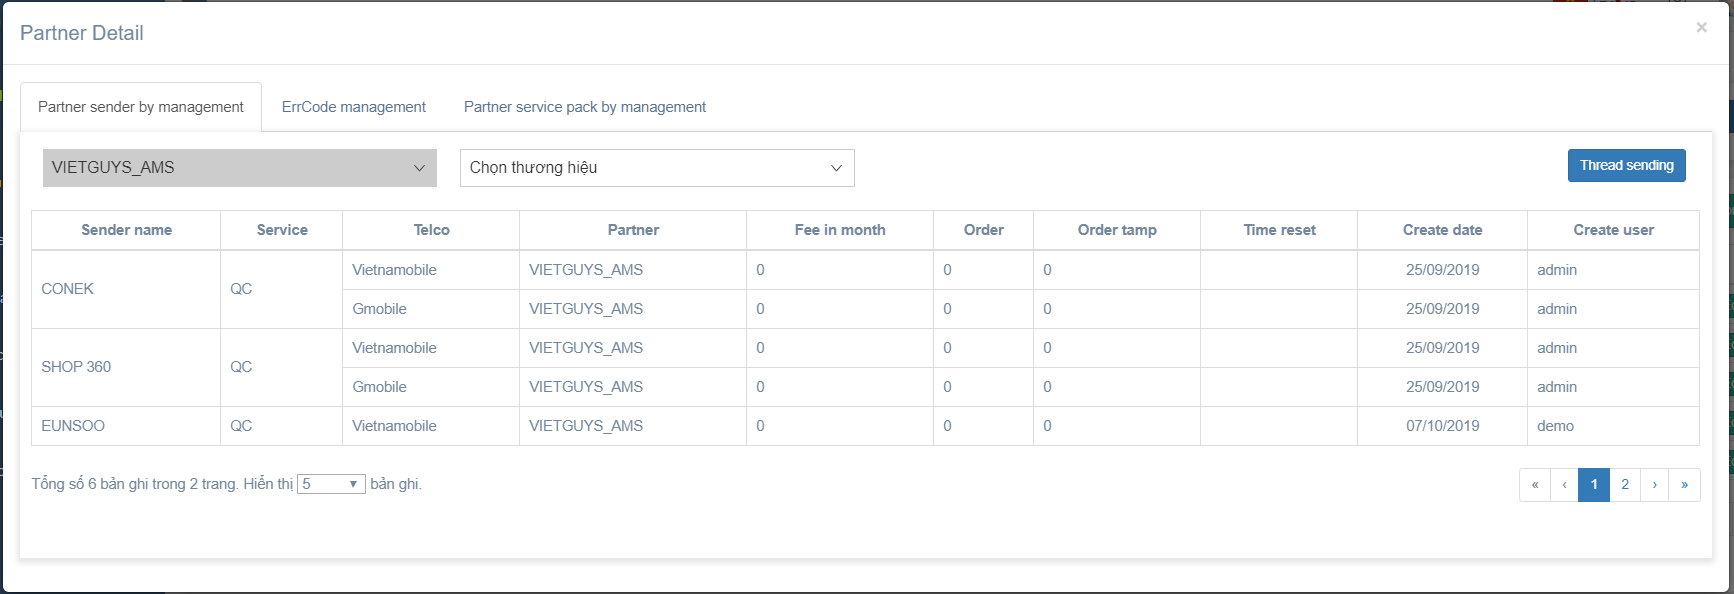 Partner Detail ×
Partner sender by management ErrCode management Partner service pack by management
VIETGUYS_AMS Chọn thương hiệu Thread sending
Sender name Service Telco Partner Fee in month Order Order tamp Time reset Create date Create user
CONEK QC Vietnamobile VIETGUYS_AMS 0 0 0 25/09/2019 admin
Gmobile VIETGUYS_AMS 0 0 0 25/09/2019 admin
SHOP 360 QC Vietnamobile VIETGUYS_AMS 0 0 0 25/09/2019 admin
Gmobile VIETGUYS_AMS 0 0 0 25/09/2019 admin
EUNSOO QC Vietnamobile VIETGUYS_AMS 0 0 0 07/10/2019 demo
Tổng số 6 bản ghi trong 2 trang. Hiển thị 5 bản ghi. « ‹ 1 2 › »